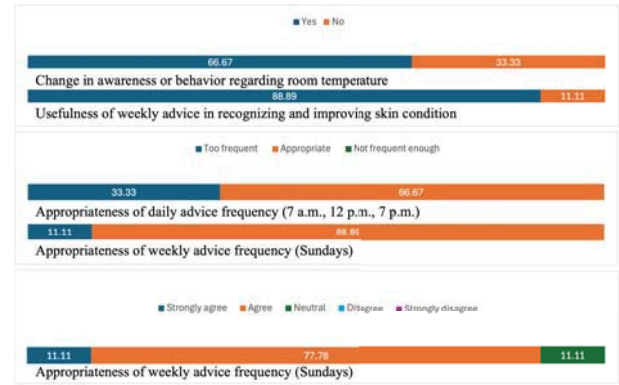 Yes No
66.67 33.33
Change in awareness or behavior regarding room temperature
88.89 11.11
Usefulness of weekly advice in recognizing and improving skin condition
Too frequent Appropriate Not frequent enough
33.33 66.67
Appropriateness of daily advice frequency (7 a.m., 12 p.m., 7 p.m.)
11.11 88.89
Appropriateness of weekly advice frequency (Sundays)
Strongly agree Agree Neutral Disagree Strongly disagree
11.11 77.78 11.11
Appropriateness of weekly advice frequency (Sundays)